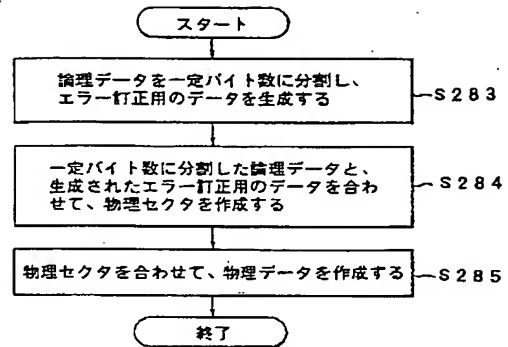 スタート
論理データを一定バイト数に分割し、
エラー訂正用のデータを生成する
S283
一定バイト数に分割した論理データと、
生成されたエラー訂正用のデータを合わ
せて、物理セクタを作成する
S284
物理セクタを合わせて、物理データを作成する
S285
終了